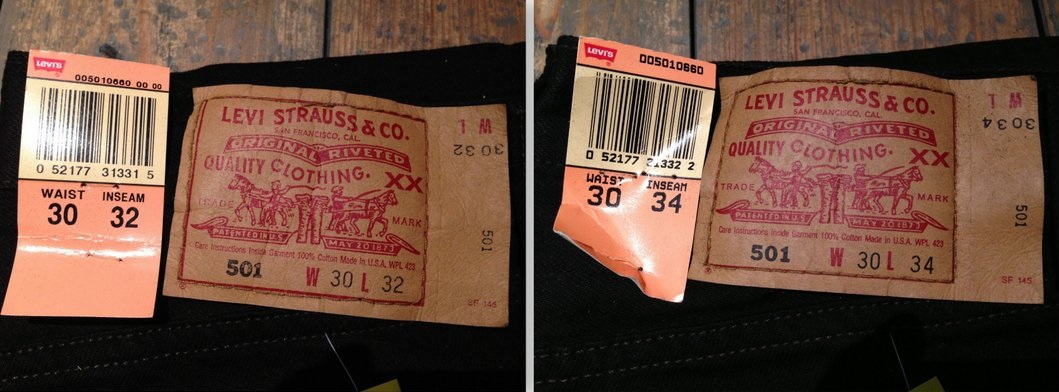 Levi's
005010660 00 00
0 52177 31331 5
WAIST INSEAM
30 32
LEVI STRAUSS & CO.
SAN FRANCISCO, CAL.
ORIGINAL RIVETED
QUALITY CLOTHING.
XX
TRADE MARK
PATENTED IN U.S. MAY 20 1873
Care Instructions Inside Garment 100% Cotton Made in U.S.A. WPL 423
501 W 30 L 32
W L
30 32
501
SF 145
Levi's
005010660
0 52177 31332 2
WAIST INSEAM
30 34
LEVI STRAUSS & CO.
SAN FRANCISCO, CAL.
ORIGINAL RIVETED
QUALITY CLOTHING.
XX
TRADE MARK
PATENTED IN U.S. MAY 20 1873
Care Instructions Inside Garment 100% Cotton Made in U.S.A. WPL 423
501 W 30 L 34
W L
30 34
501
SF 145